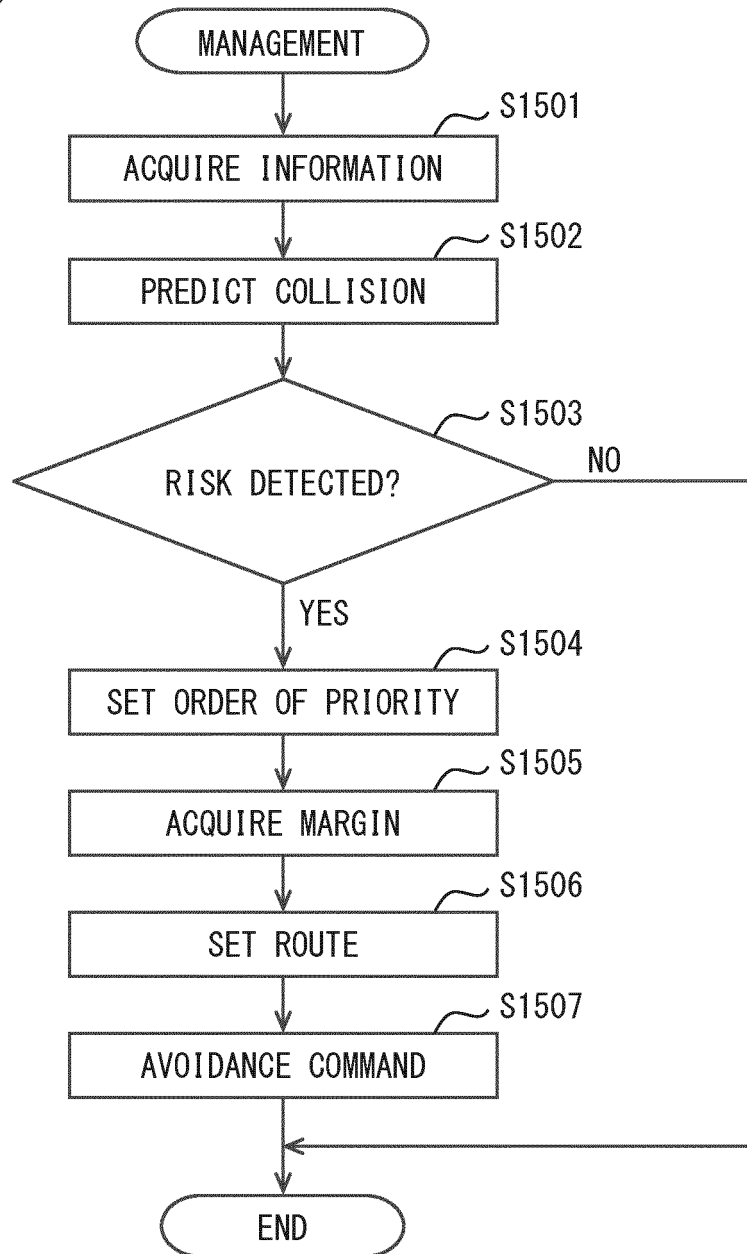 MANAGEMENT
S1501
ACQUIRE INFORMATION
S1502
PREDICT COLLISION
S1503
RISK DETECTED?
NO
YES
S1504
SET ORDER OF PRIORITY
S1505
ACQUIRE MARGIN
S1506
SET ROUTE
S1507
AVOIDANCE COMMAND
END